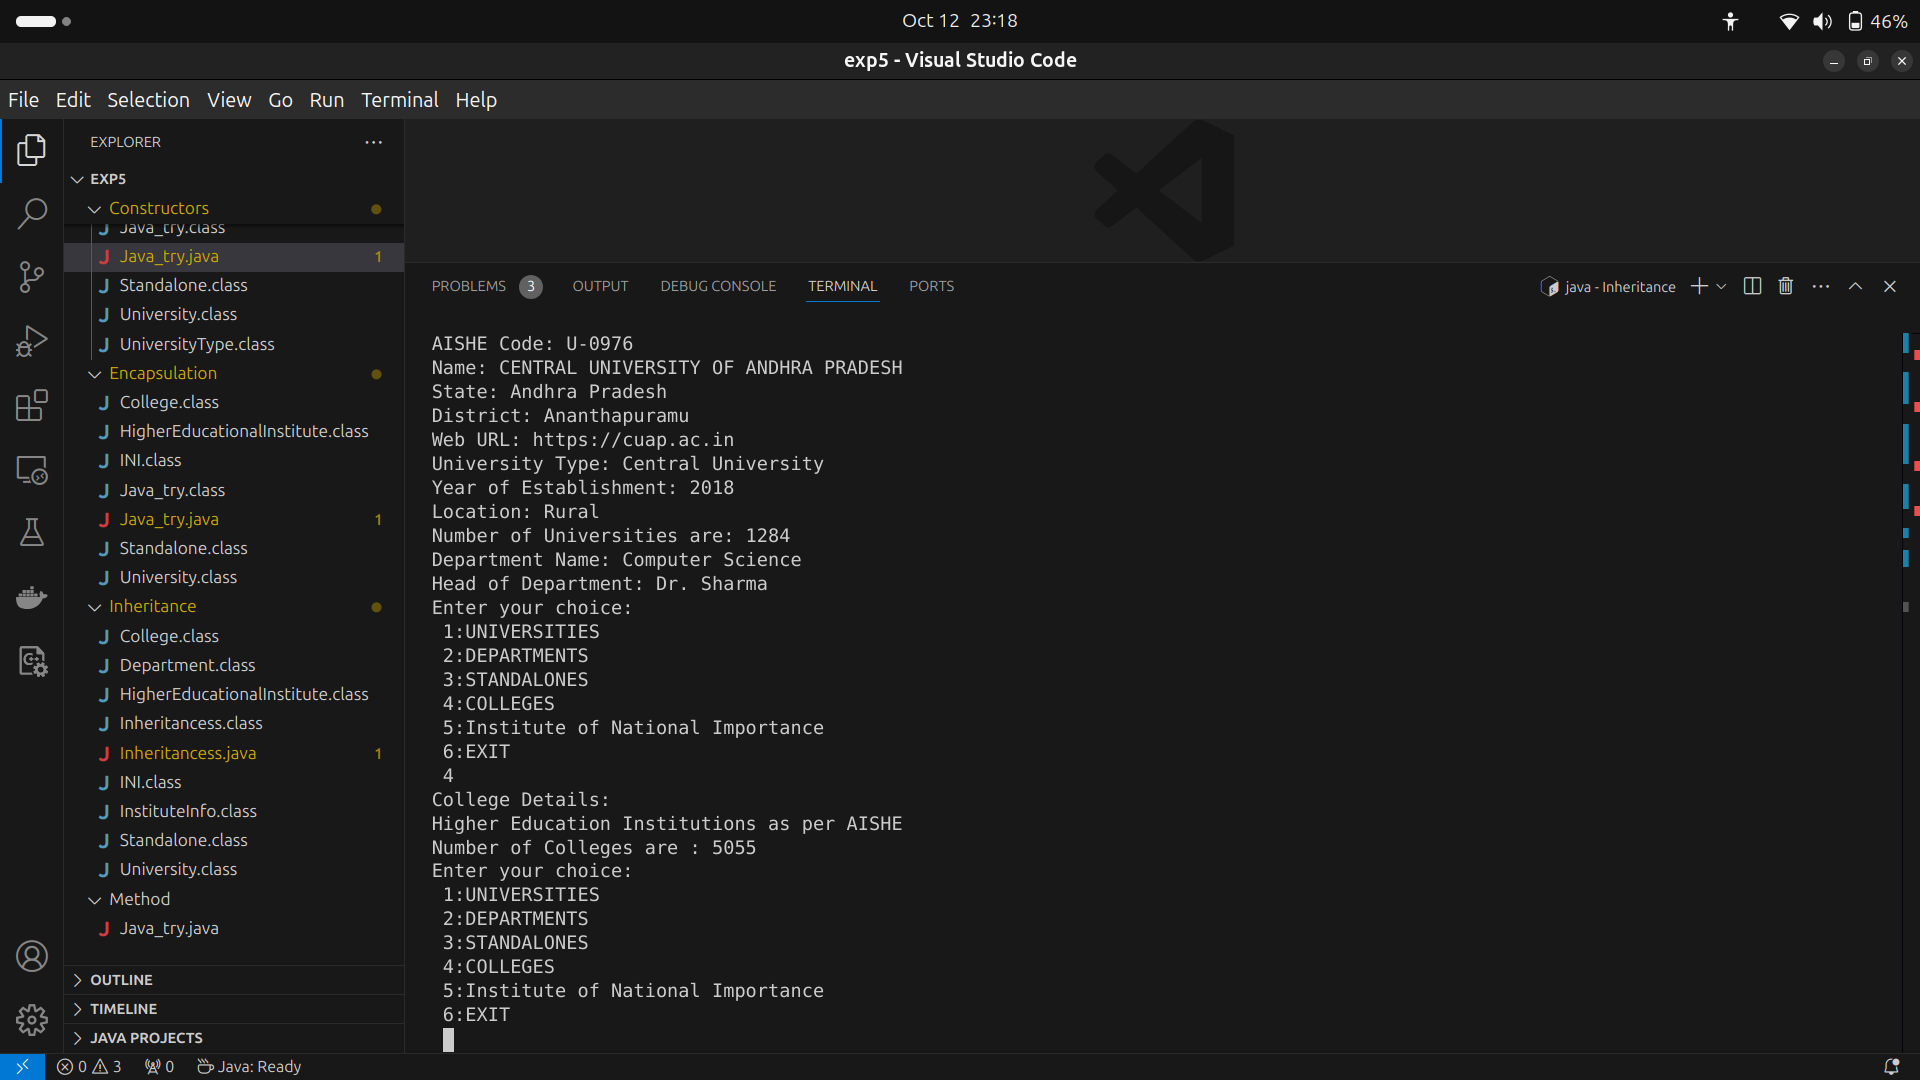 Oct 12 23:18
46%
exp5 - Visual Studio Code
File Edit Selection View Go Run Terminal Help
EXPLORER
EXP5
Constructors
Java_try.class
Java_try.java 1
Standalone.class
University.class
UniversityType.class
Encapsulation
College.class
HigherEducationalInstitute.class
INI.class
Java_try.class
Java_try.java 1
Standalone.class
University.class
Inheritance
College.class
Department.class
HigherEducationalInstitute.class
Inheritancess.class
Inheritancess.java 1
INI.class
InstituteInfo.class
Standalone.class
University.class
Method
Java_try.java
OUTLINE
TIMELINE
JAVA PROJECTS
PROBLEMS 3 OUTPUT DEBUG CONSOLE TERMINAL PORTS
java - Inheritance
AISHE Code: U-0976
Name: CENTRAL UNIVERSITY OF ANDHRA PRADESH
State: Andhra Pradesh
District: Ananthapuramu
Web URL: https://cuap.ac.in
University Type: Central University
Year of Establishment: 2018
Location: Rural
Number of Universities are: 1284
Department Name: Computer Science
Head of Department: Dr. Sharma
Enter your choice:
1:UNIVERSITIES
2:DEPARTMENTS
3:STANDALONES
4:COLLEGES
5:Institute of National Importance
6:EXIT
4
College Details:
Higher Education Institutions as per AISHE
Number of Colleges are : 5055
Enter your choice:
1:UNIVERSITIES
2:DEPARTMENTS
3:STANDALONES
4:COLLEGES
5:Institute of National Importance
6:EXIT
0 3 0 Java: Ready